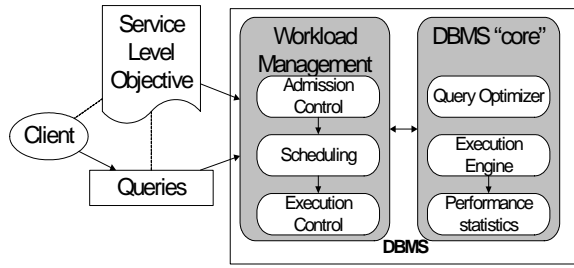 Service
Level
Objective
Client
Queries
Workload
Management
Admission
Control
Scheduling
Execution
Control
DBMS “core”
Query Optimizer
Execution
Engine
Performance
statistics
DBMS